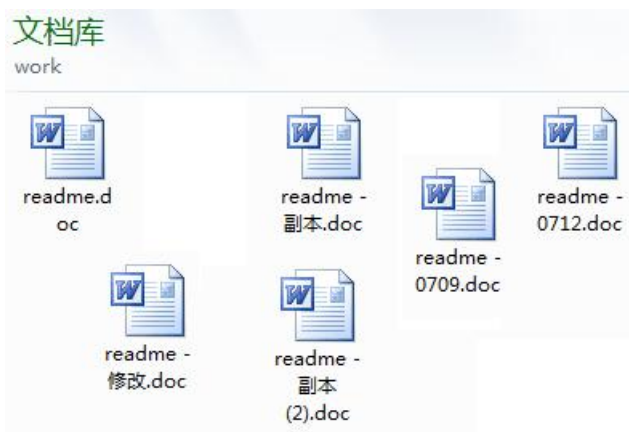 文档库
work
readme.d
oc
readme -
副本.doc
readme -
0709.doc
readme -
0712.doc
readme -
修改.doc
readme -
副本
(2).doc